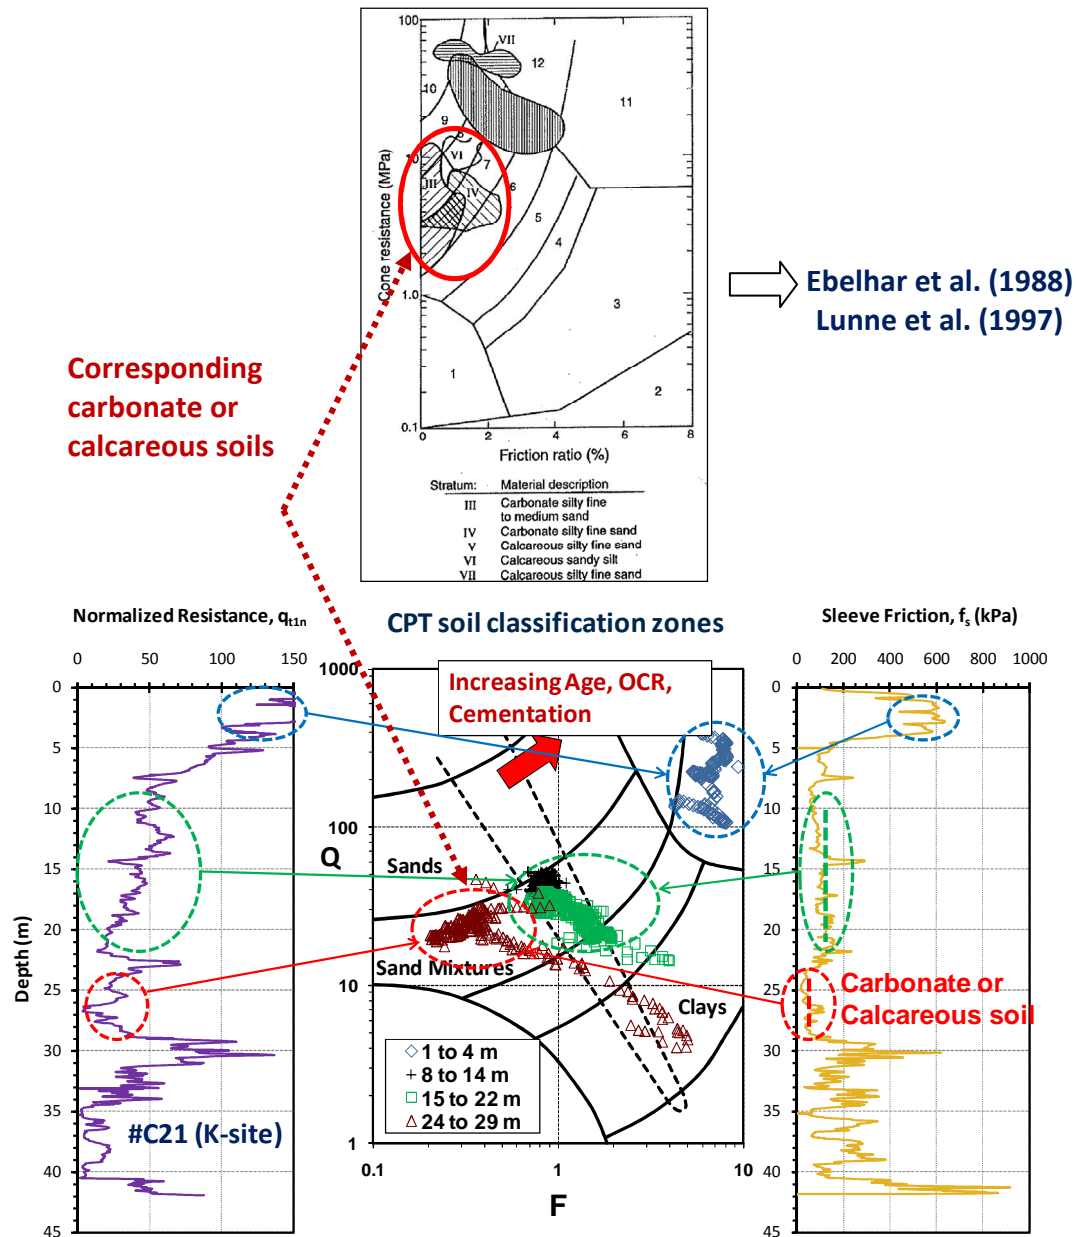 100
VII
12
10
11
9
8
10
VI
7
III
IV
6
5
4
Cone resistance (MPa)
1.0
3
1
2
0.1
0 2 4 6 8
Friction ratio (%)
Stratum: Material description
III Carbonate silty fine
to medium sand
IV Carbonate silty fine sand
V Calcareous silty fine sand
VI Calcareous sandy silt
VII Calcareous silty fine sand
Ebelhar et al. (1988)
Lunne et al. (1997)
Corresponding
carbonate or
calcareous soils
Normalized Resistance, qt1n
0 50 100 150
0
5
10
15
20
25
30
35
40
45
Depth (m)
#C21 (K-site)
CPT soil classification zones
1000
100
10
1
Q
Increasing Age, OCR,
Cementation
Sands
Sand Mixtures
Clays
1 to 4 m
8 to 14 m
15 to 22 m
24 to 29 m
0.1 1 10
F
Sleeve Friction, fs (kPa)
0 200 400 600 800 1000
0
5
10
15
20
25
30
35
40
45
Carbonate or
Calcareous soil